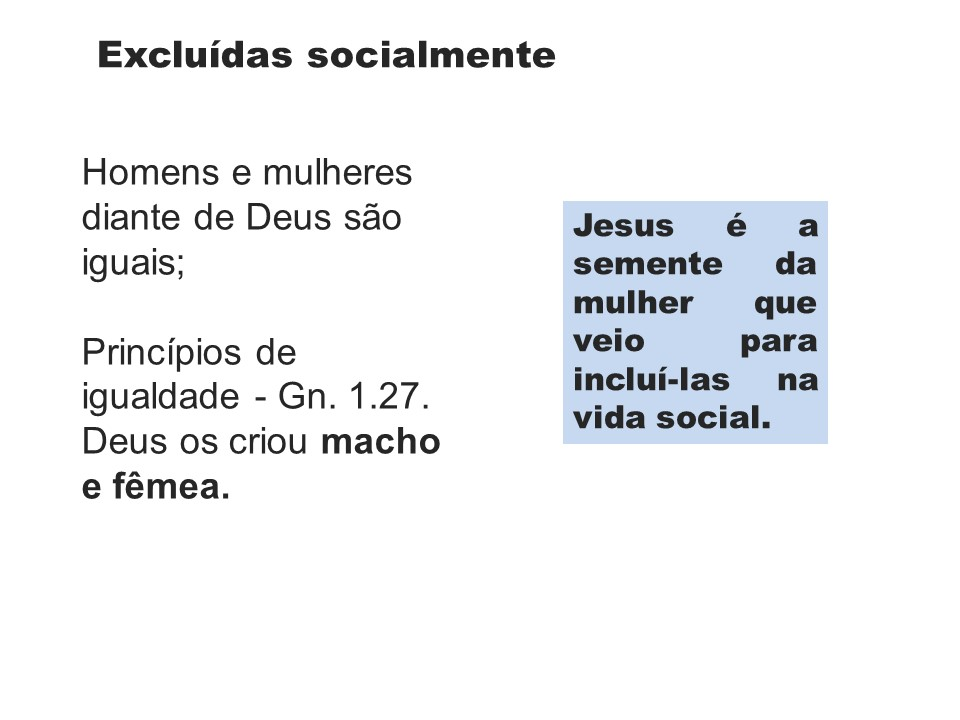 Excluídas socialmente
Homens e mulheres
diante de Deus são
iguais;
Princípios de
igualdade - Gn. 1.27.
Deus os criou macho
e fêmea.
Jesus é a
semente da
mulher que
veio para
incluí-las na
vida social.